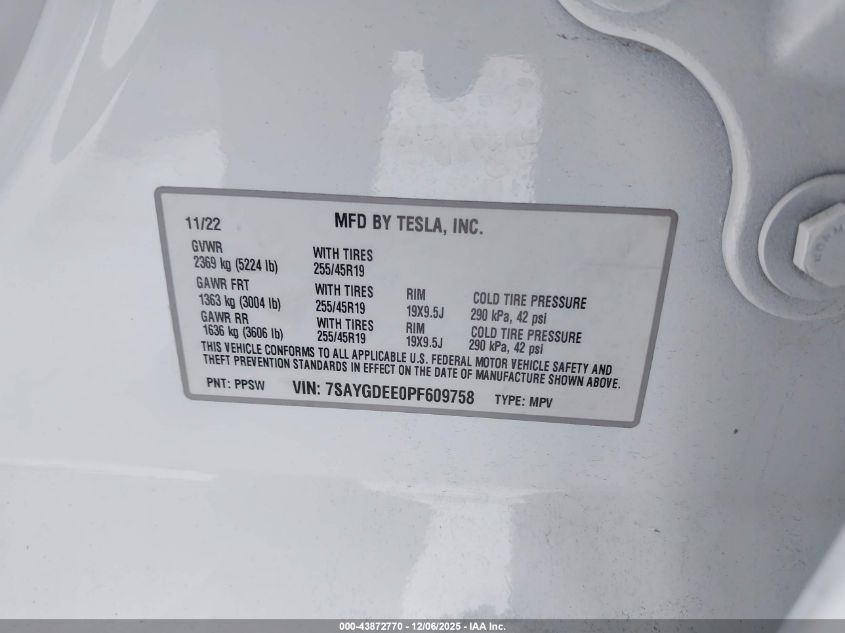 11/22 MFD BY TESLA, INC.
GVWR WITH TIRES
2369 kg (5224 lb) 255/45R19
GAWR FRT WITH TIRES RIM COLD TIRE PRESSURE
1363 kg (3004 lb) 255/45R19 19X9.5J 290 kPa, 42 psi
GAWR RR WITH TIRES RIM COLD TIRE PRESSURE
1636 kg (3606 lb) 255/45R19 19X9.5J 290 kPa, 42 psi
THIS VEHICLE CONFORMS TO ALL APPLICABLE U.S. FEDERAL MOTOR VEHICLE SAFETY AND
THEFT PREVENTION STANDARDS IN EFFECT ON THE DATE OF MANUFACTURE SHOWN ABOVE.
PNT: PPSW VIN: 7SAYGDEE0PF609758 TYPE: MPV
000-43872770 - 12/06/2025 - IAA Inc.